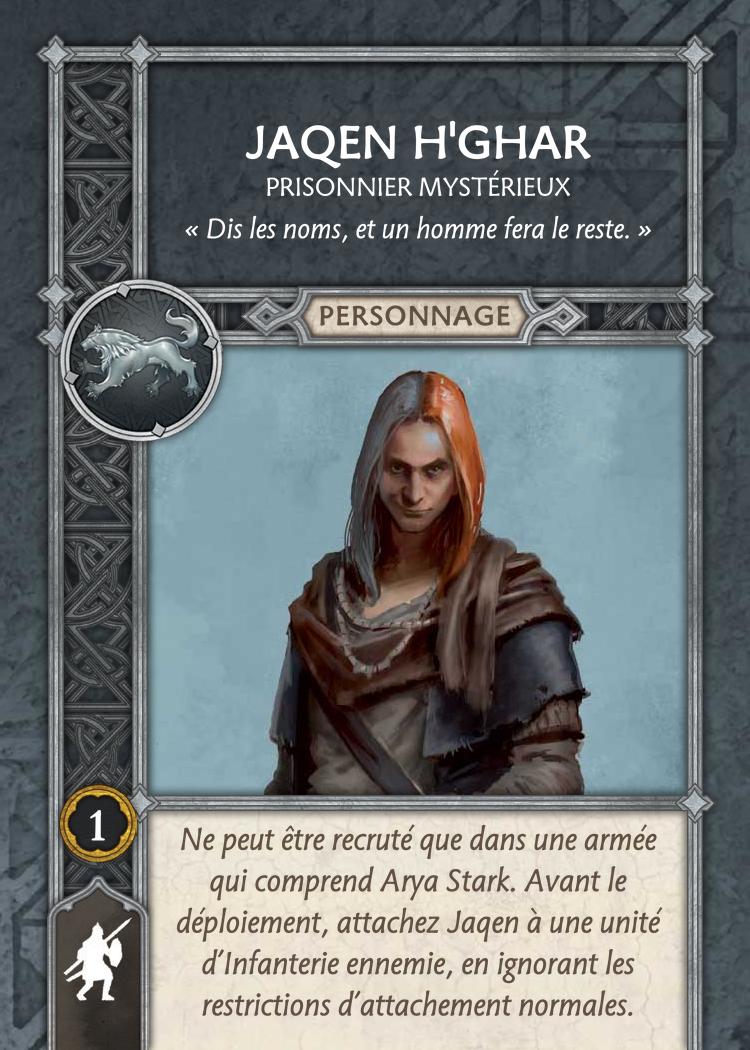 JAQEN H'GHAR
PRISONNIER MYSTÉRIEUX
« Dis les noms, et un homme fera le reste. »
PERSONNAGE
1
Ne peut être recruté que dans une armée
qui comprend Arya Stark. Avant le
déploiement, attachez Jaqen à une unité
d'Infanterie ennemie, en ignorant les
restrictions d'attachement normales.